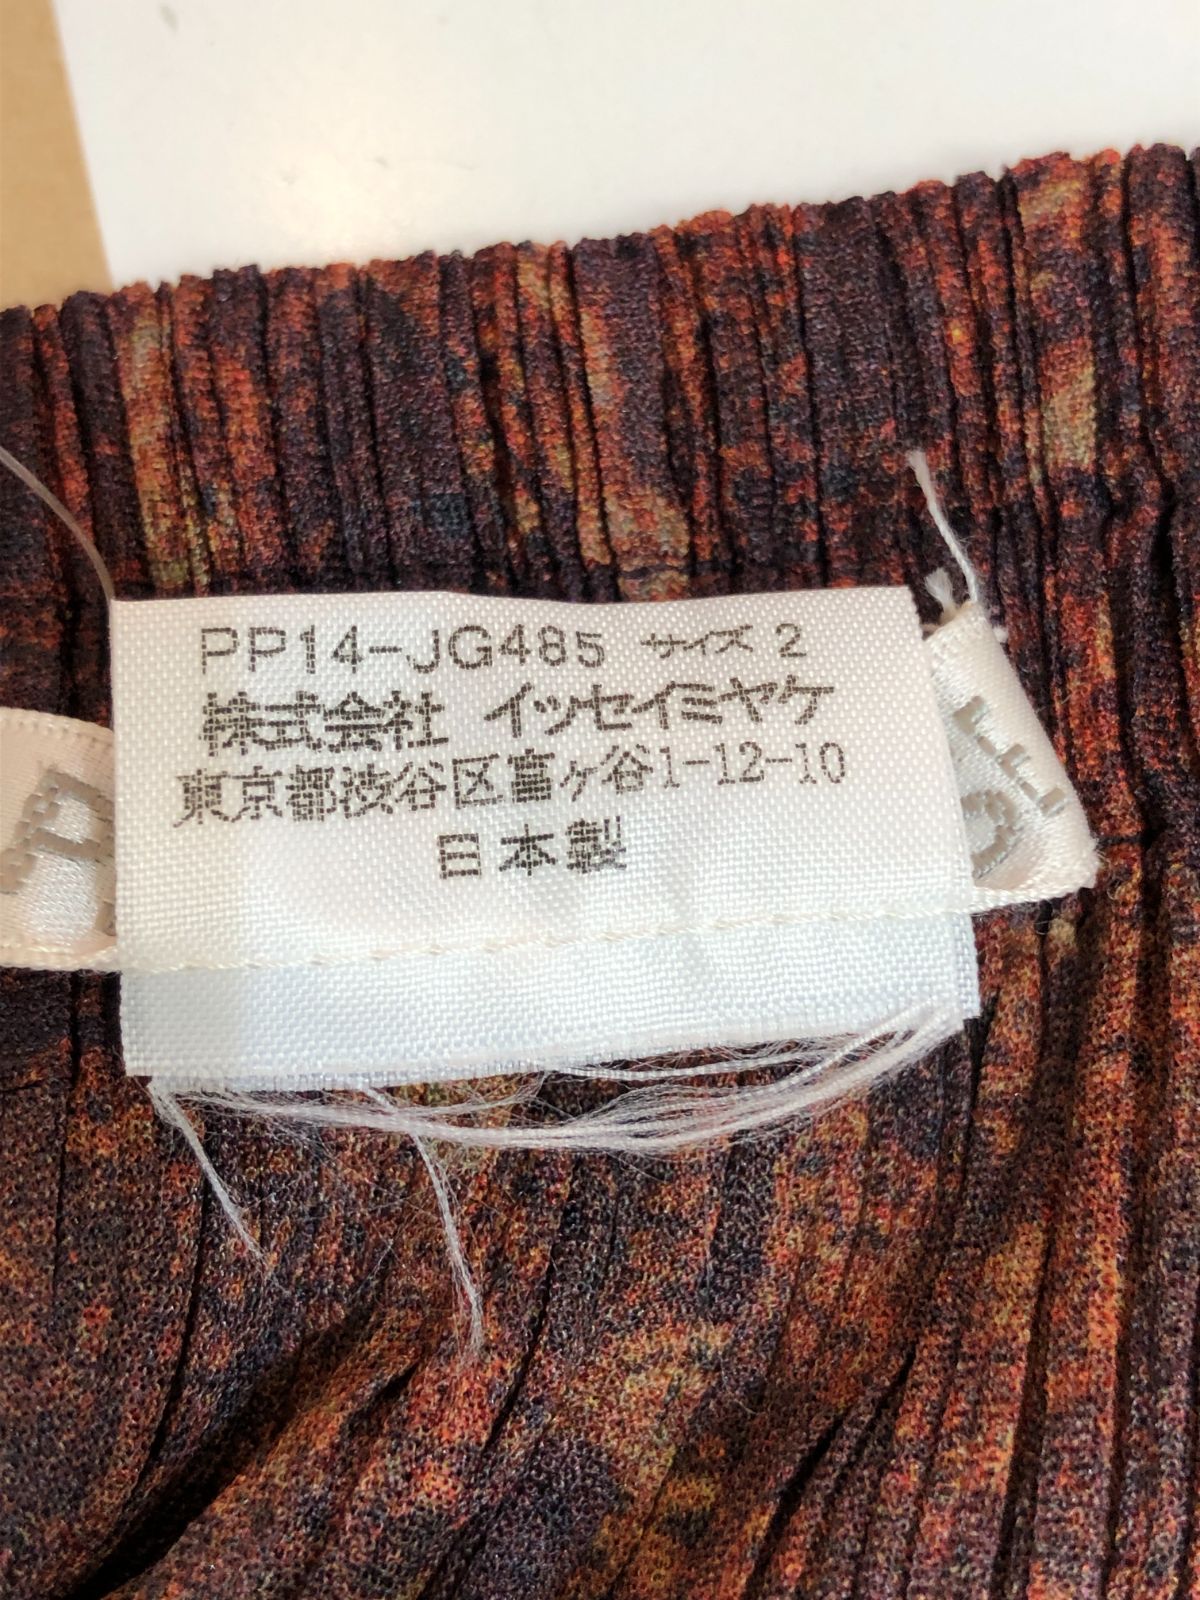 PP14-JG485 サイズ 2
株式会社 イッセイミヤケ
東京都渋谷区富ヶ谷1-12-10
日本製